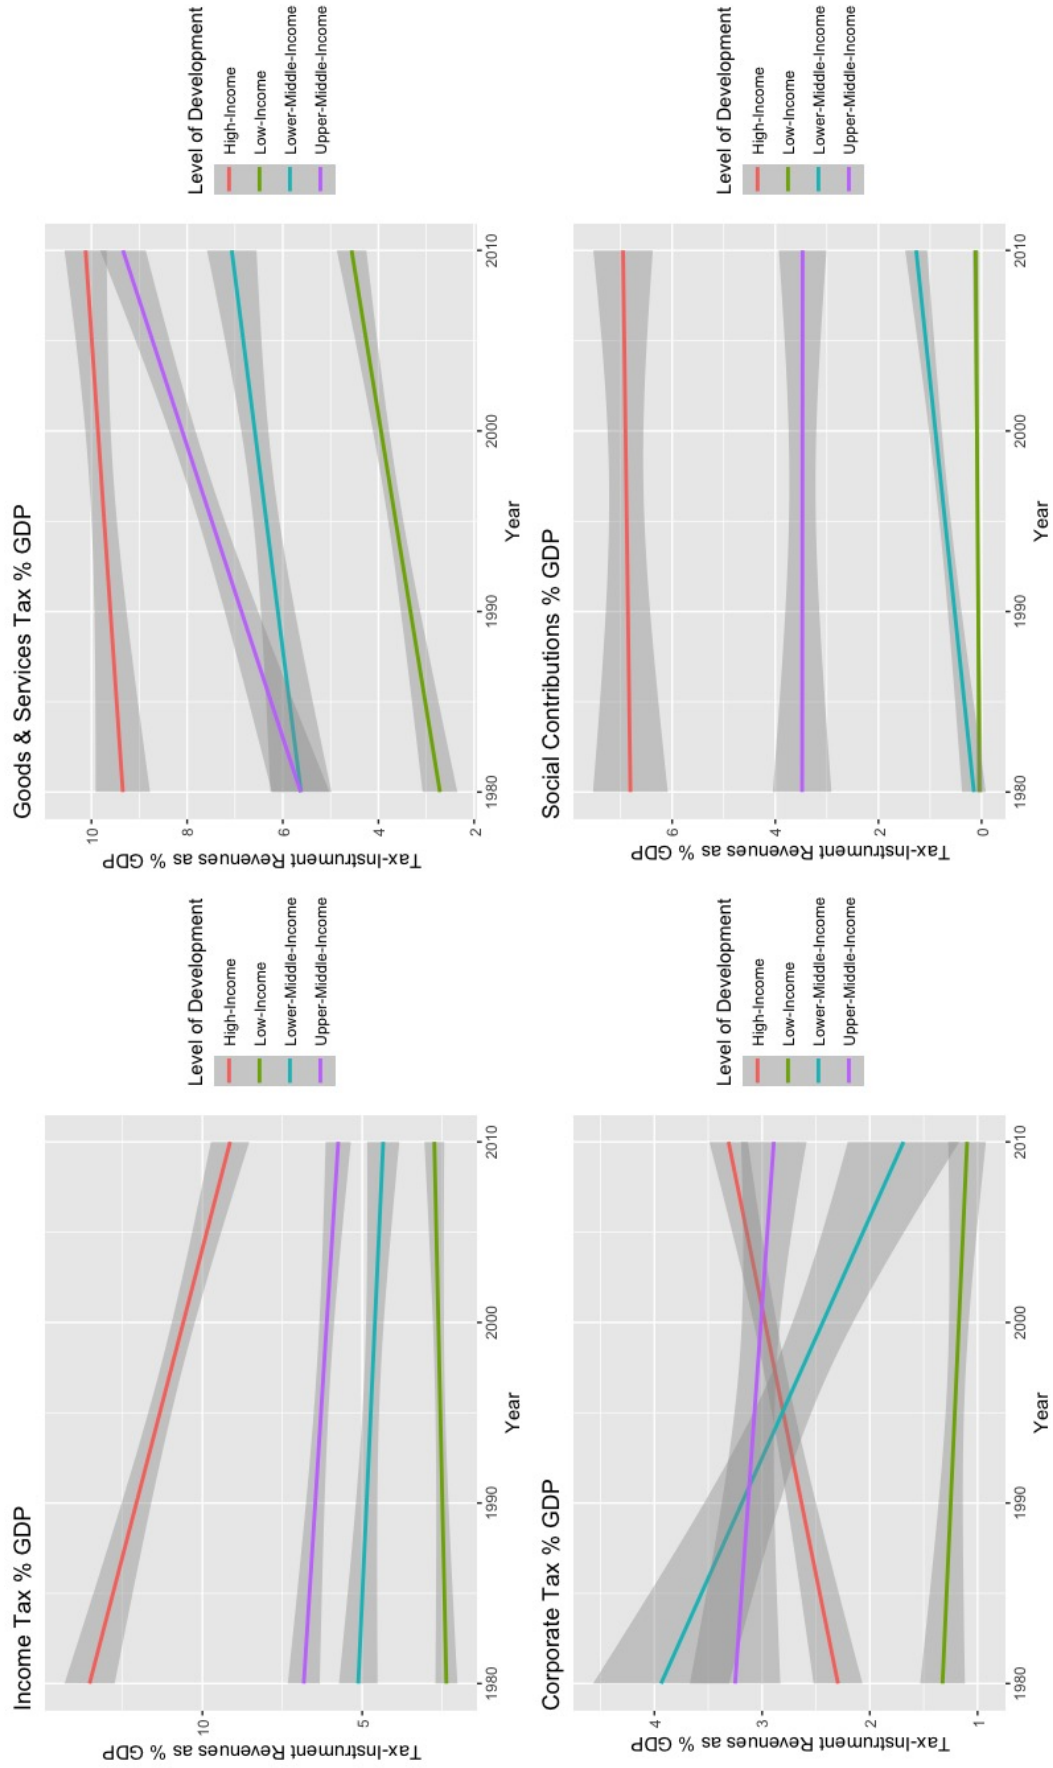 Income Tax % GDP
Tax-Instrument Revenues as % GDP
10
5
1980
1990
2000
2010
Year
Level of Development
High-Income
Low-Income
Lower-Middle-Income
Upper-Middle-Income
Goods & Services Tax % GDP
Tax-Instrument Revenues as % GDP
10
8
6
4
2
1980
1990
2000
2010
Year
Level of Development
High-Income
Low-Income
Lower-Middle-Income
Upper-Middle-Income
Corporate Tax % GDP
Tax-Instrument Revenues as % GDP
4
3
2
1
1980
1990
2000
2010
Year
Level of Development
High-Income
Low-Income
Lower-Middle-Income
Upper-Middle-Income
Social Contributions % GDP
Tax-Instrument Revenues as % GDP
6
4
2
0
1980
1990
2000
2010
Year
Level of Development
High-Income
Low-Income
Lower-Middle-Income
Upper-Middle-Income